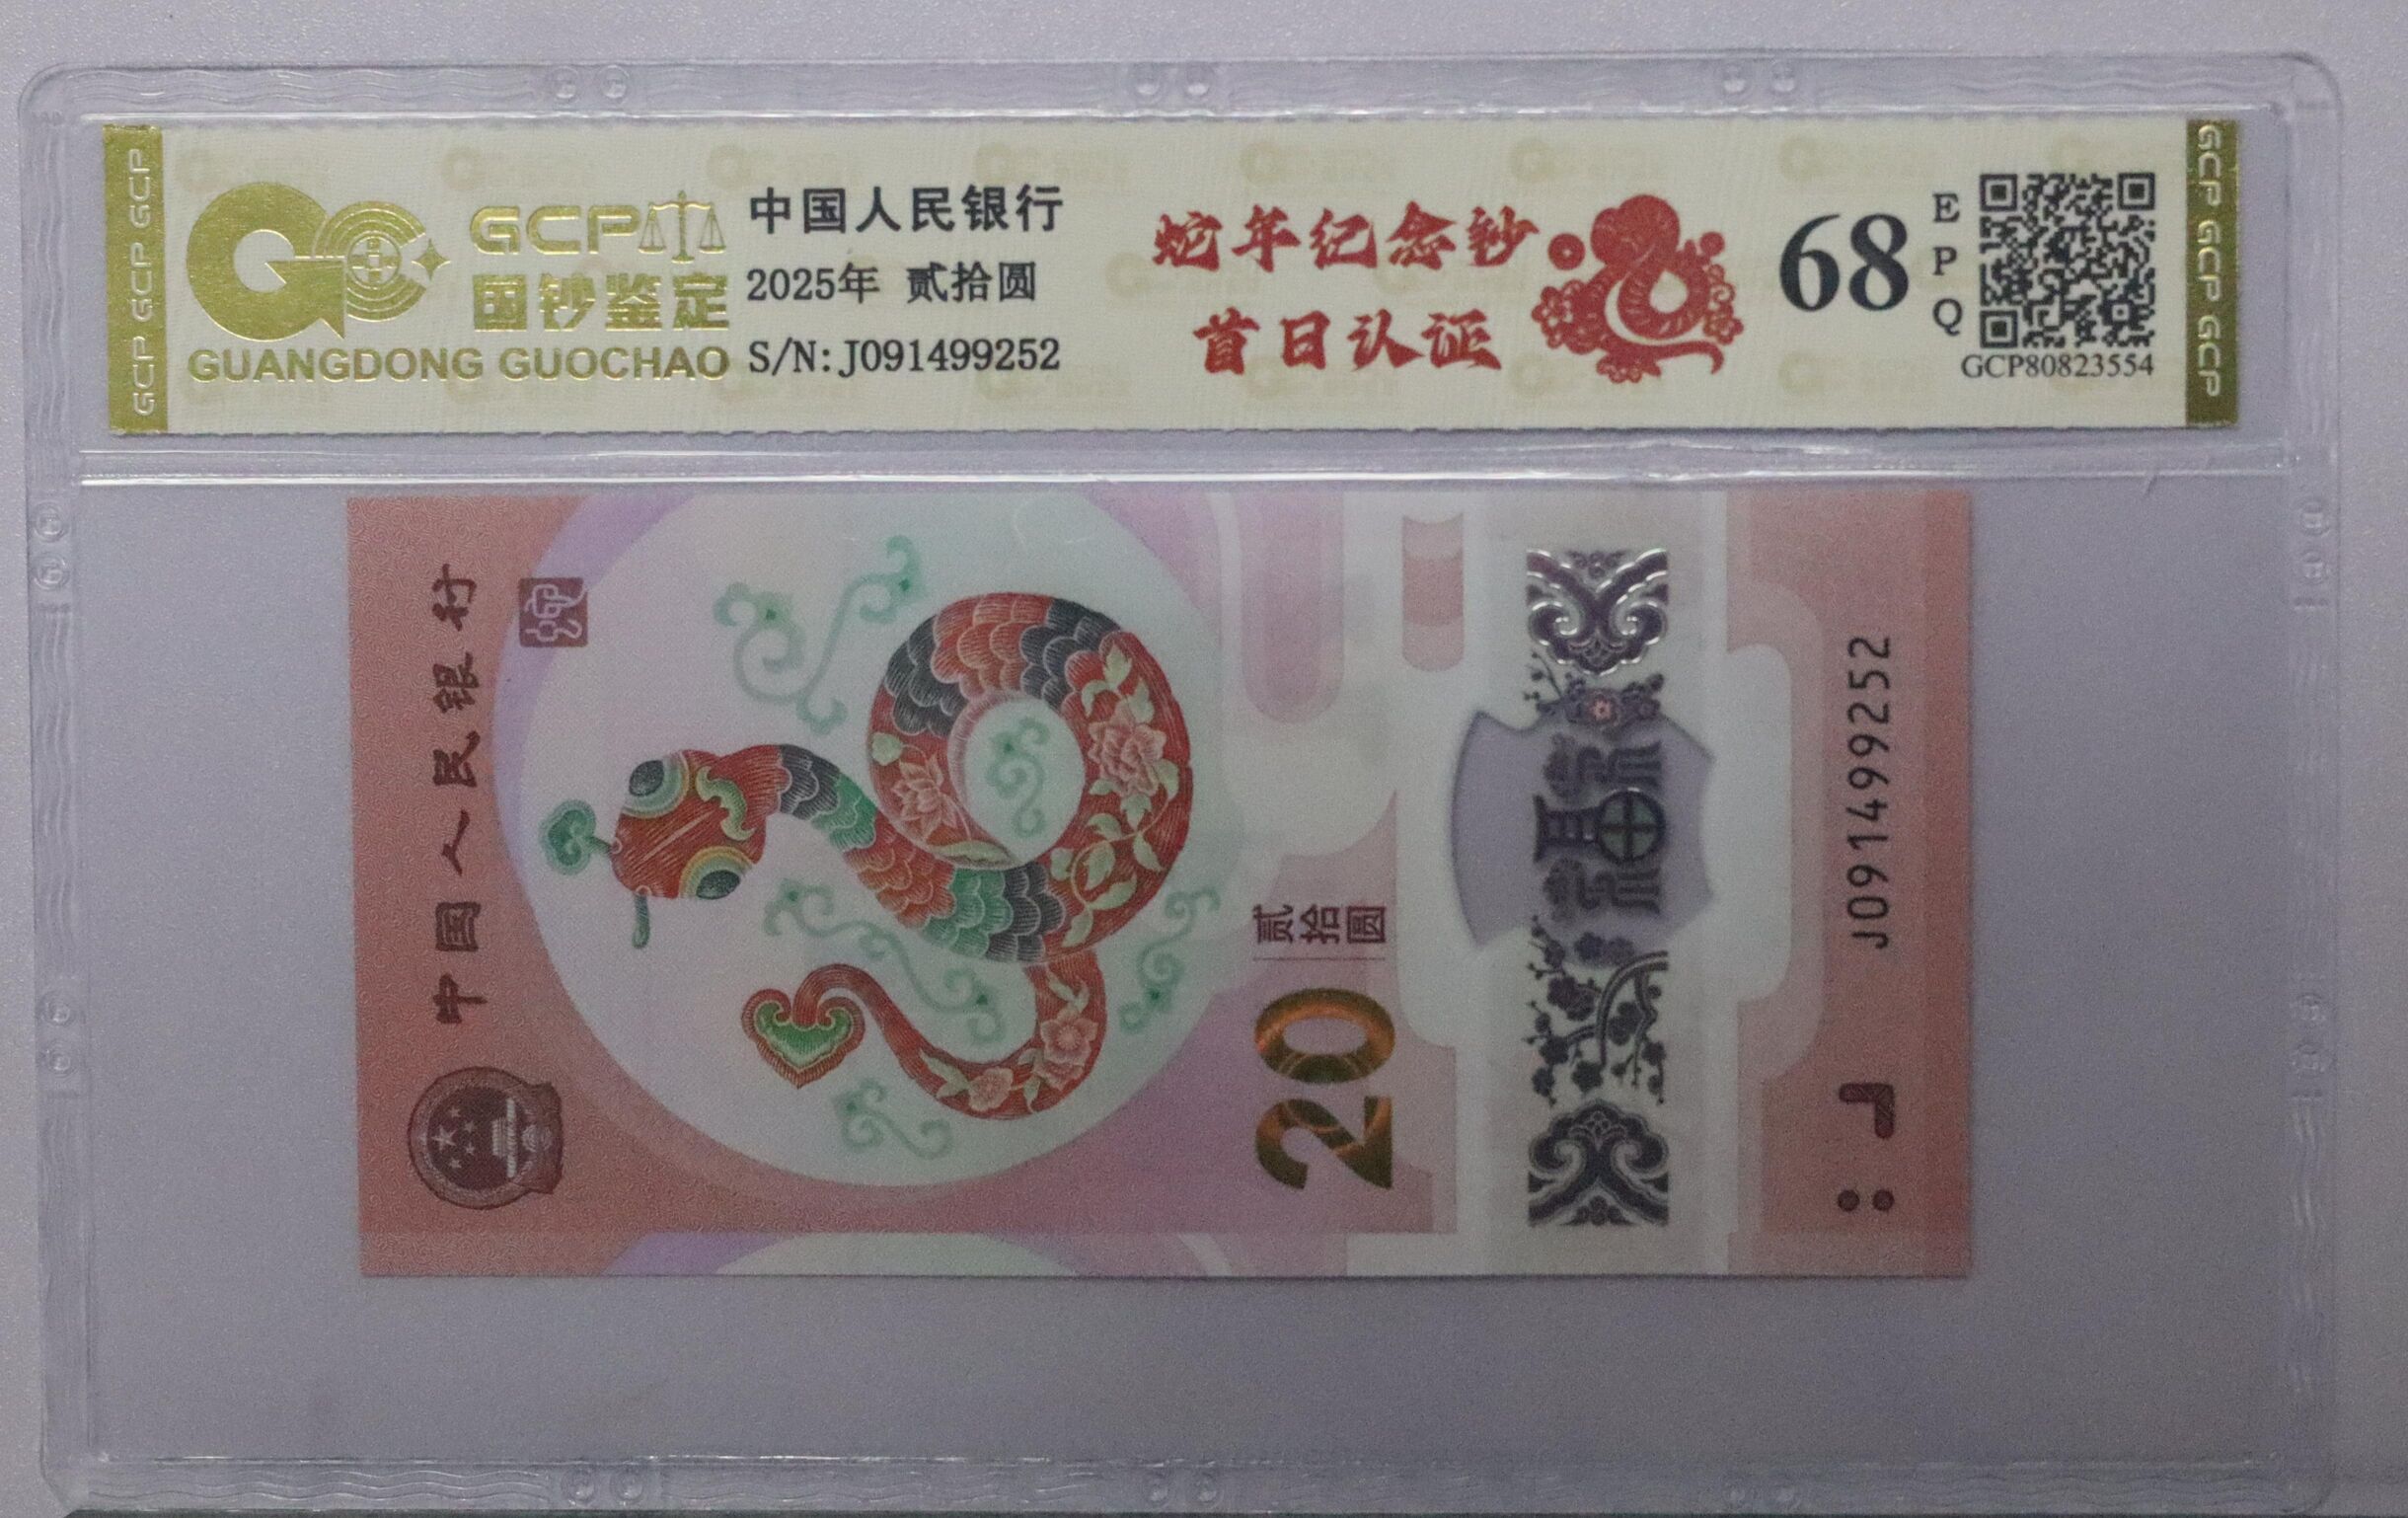 GCP GCP GCP
GCP
国钞鉴定
GUANGDONG GUOCHAO
中国人民银行
2025年 贰拾圆
S/N: J091499252
蛇年纪念钞
首日认证
68
EPQ
GCP80823554
GCP GCP GCP
中国人民银行
蛇
20
贰拾圆
福
J091499252